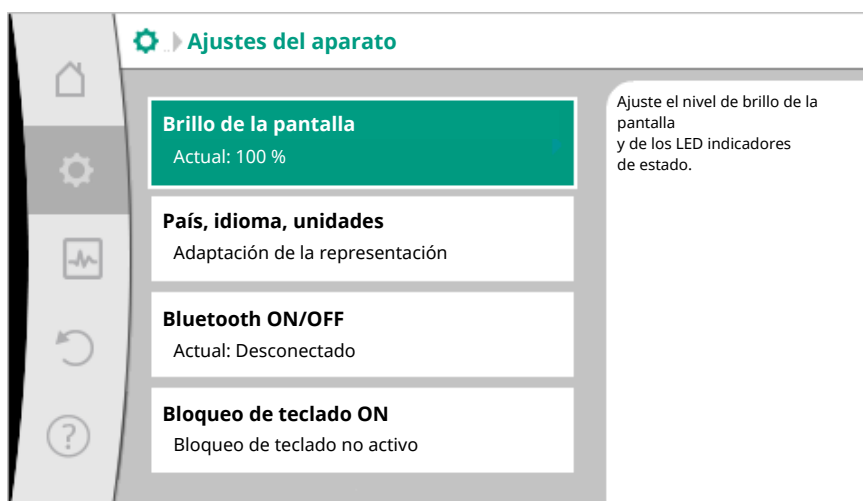 Ajustes del aparato
Brillo de la pantalla
Actual: 100 %
País, idioma, unidades
Adaptación de la representación
Bluetooth ON/OFF
Actual: Desconectado
Bloqueo de teclado ON
Bloqueo de teclado no activo
Ajuste el nivel de brillo de la
pantalla
y de los LED indicadores
de estado.
?